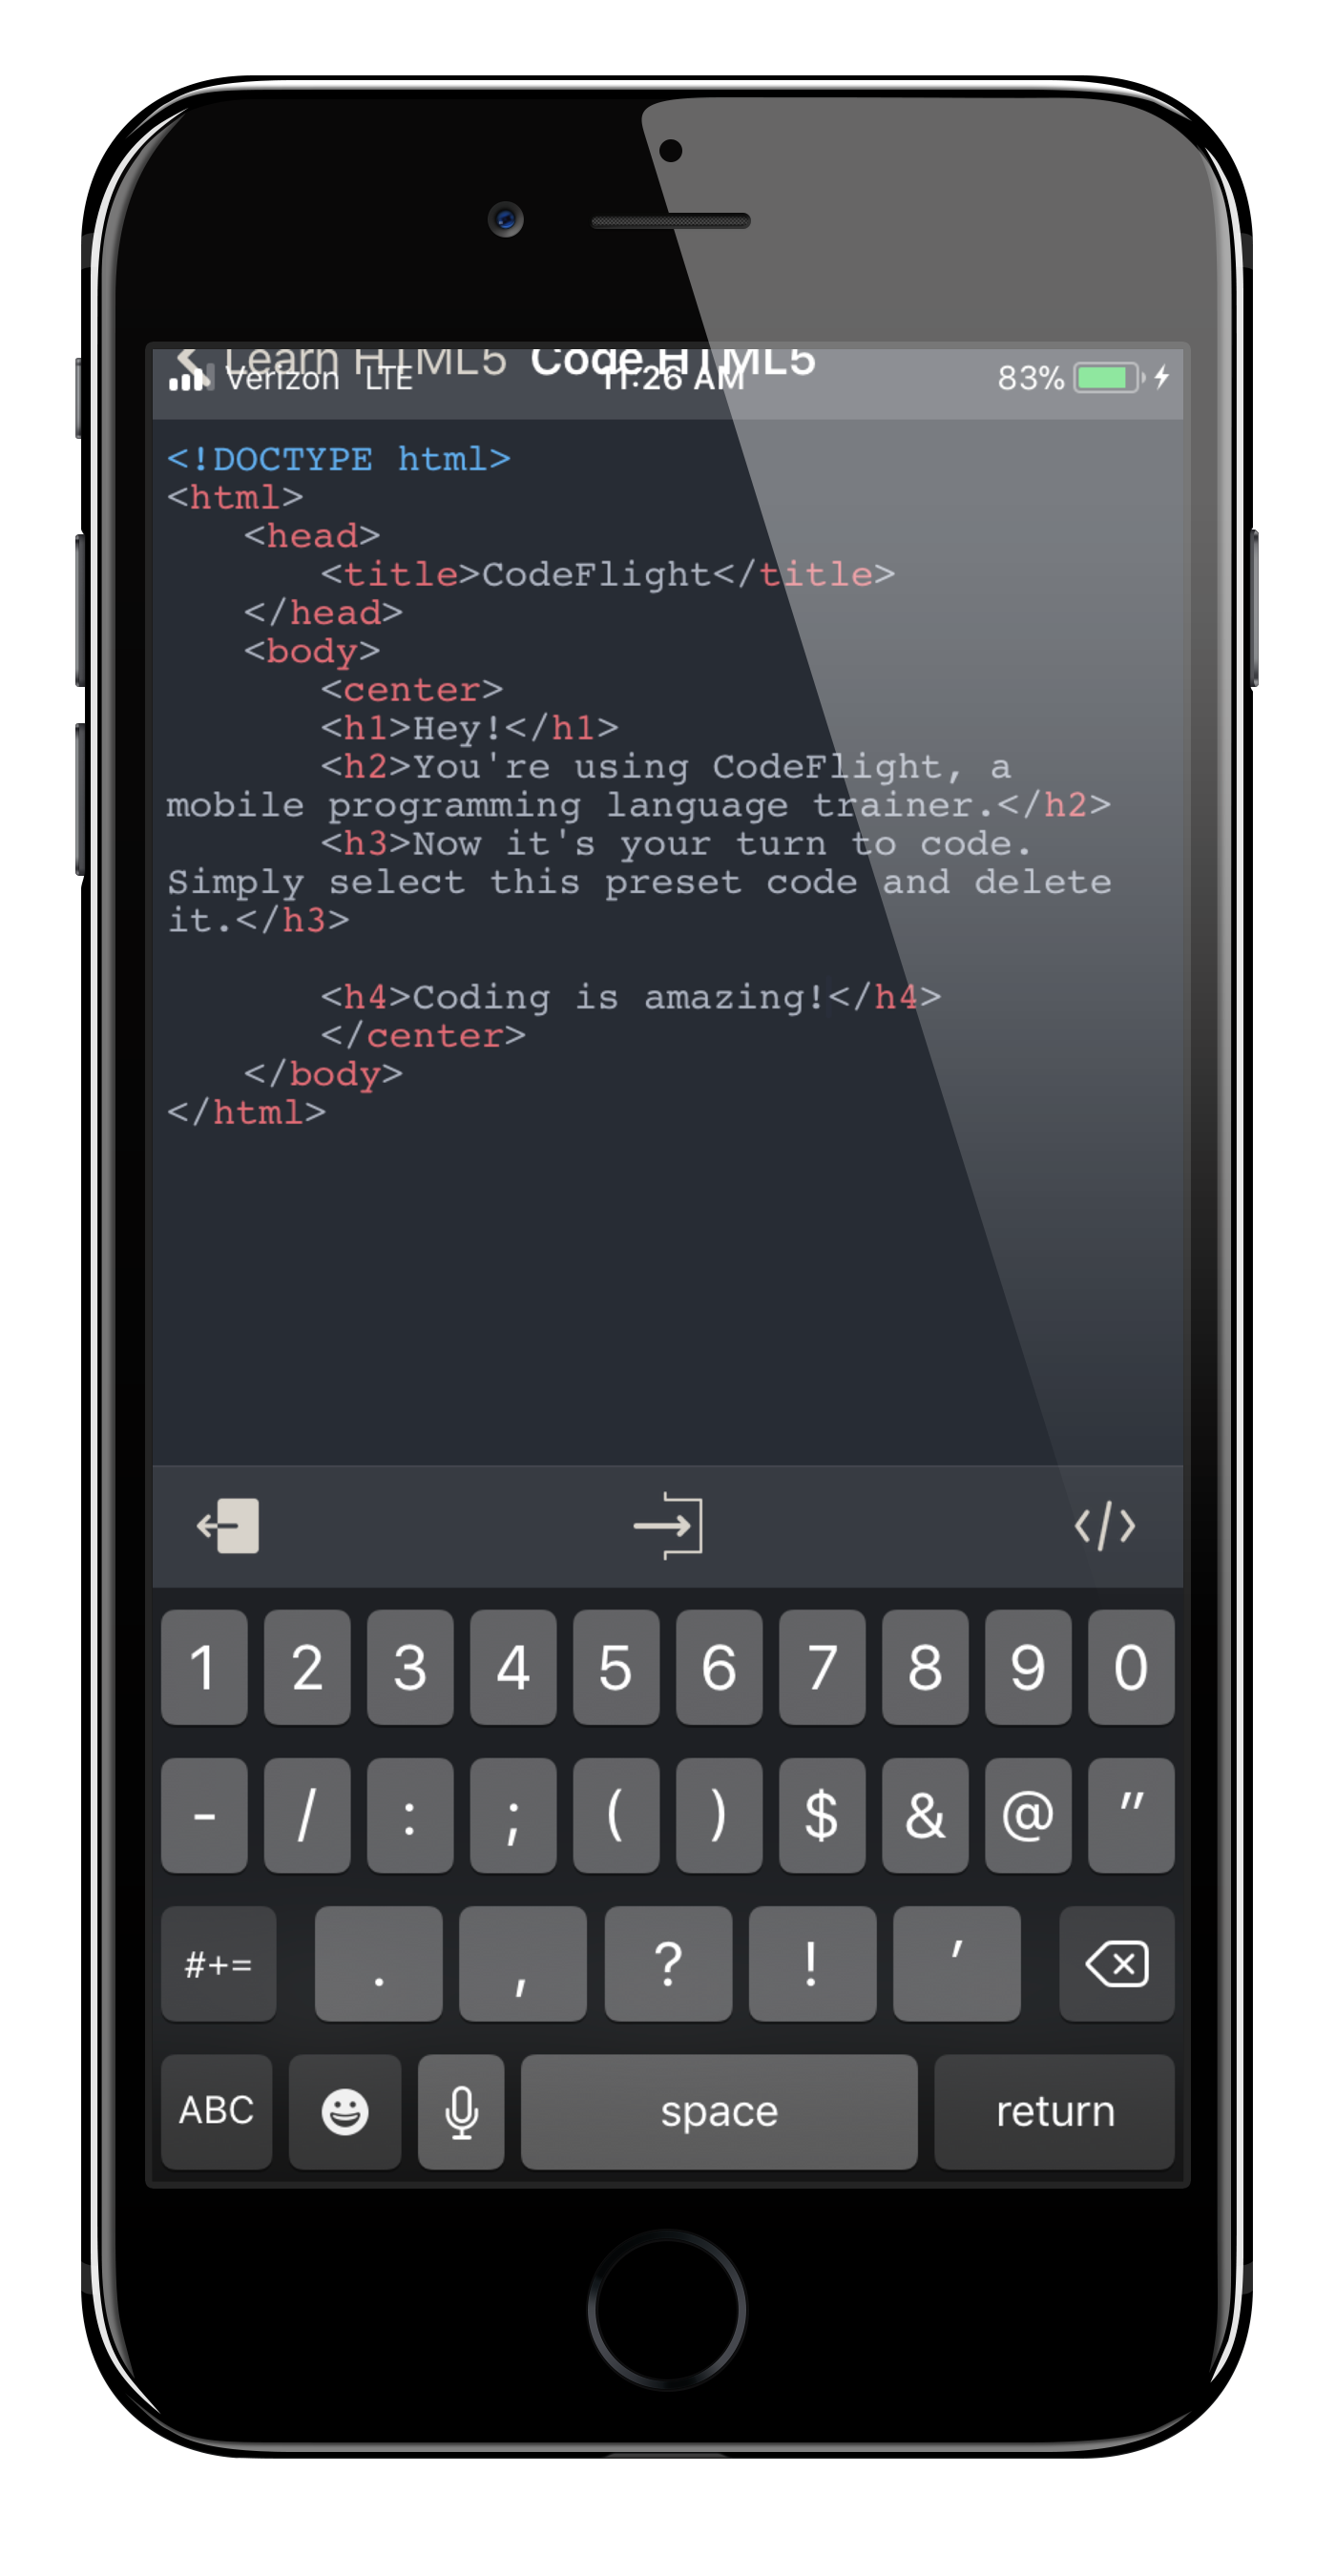 Learn HTML5 Code HTML5
Verizon LTE 11:26 AM 83%
<!DOCTYPE html>
<html>
<head>
<title>CodeFlight</title>
</head>
<body>
<center>
<h1>Hey!</h1>
<h2>You're using CodeFlight, a
mobile programming language trainer.</h2>
<h3>Now it's your turn to code.
Simply select this preset code and delete
it.</h3>
<h4>Coding is amazing!</h4>
</center>
</body>
</html>
</>
1 2 3 4 5 6 7 8 9 0
- / : ; ( ) $ & @ "
#+= . , ? ! '
ABC space return